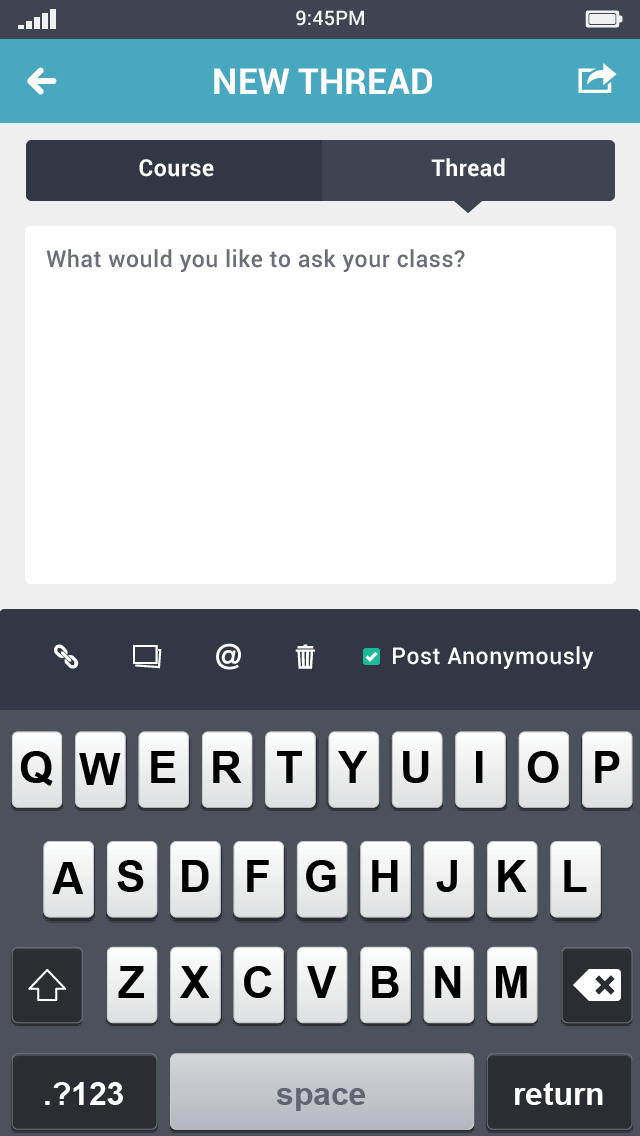 9:45PM
NEW THREAD
Course Thread
What would you like to ask your class?
@ Post Anonymously
Q W E R T Y U I O P
A S D F G H J K L
Z X C V B N M
.?123 space return